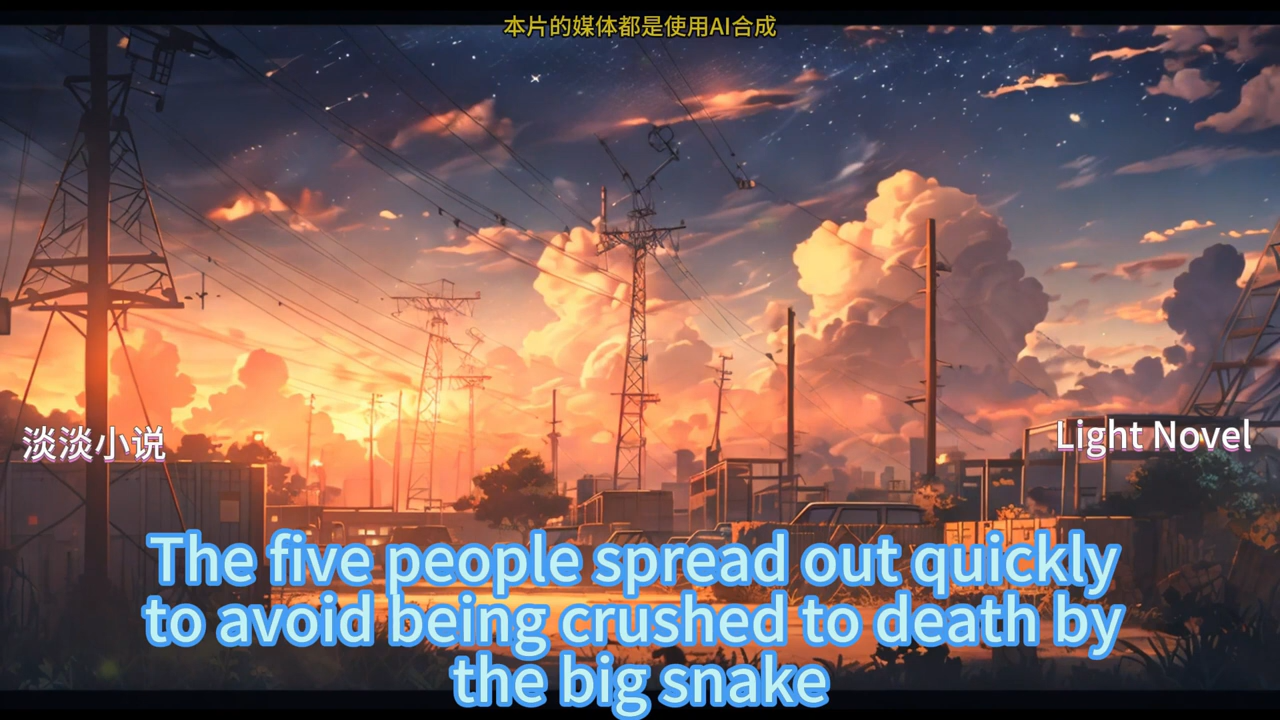 本片的媒体都是使用AI合成
淡淡小说
Light Novel
The five people spread out quickly
to avoid being crushed to death by
the big snake